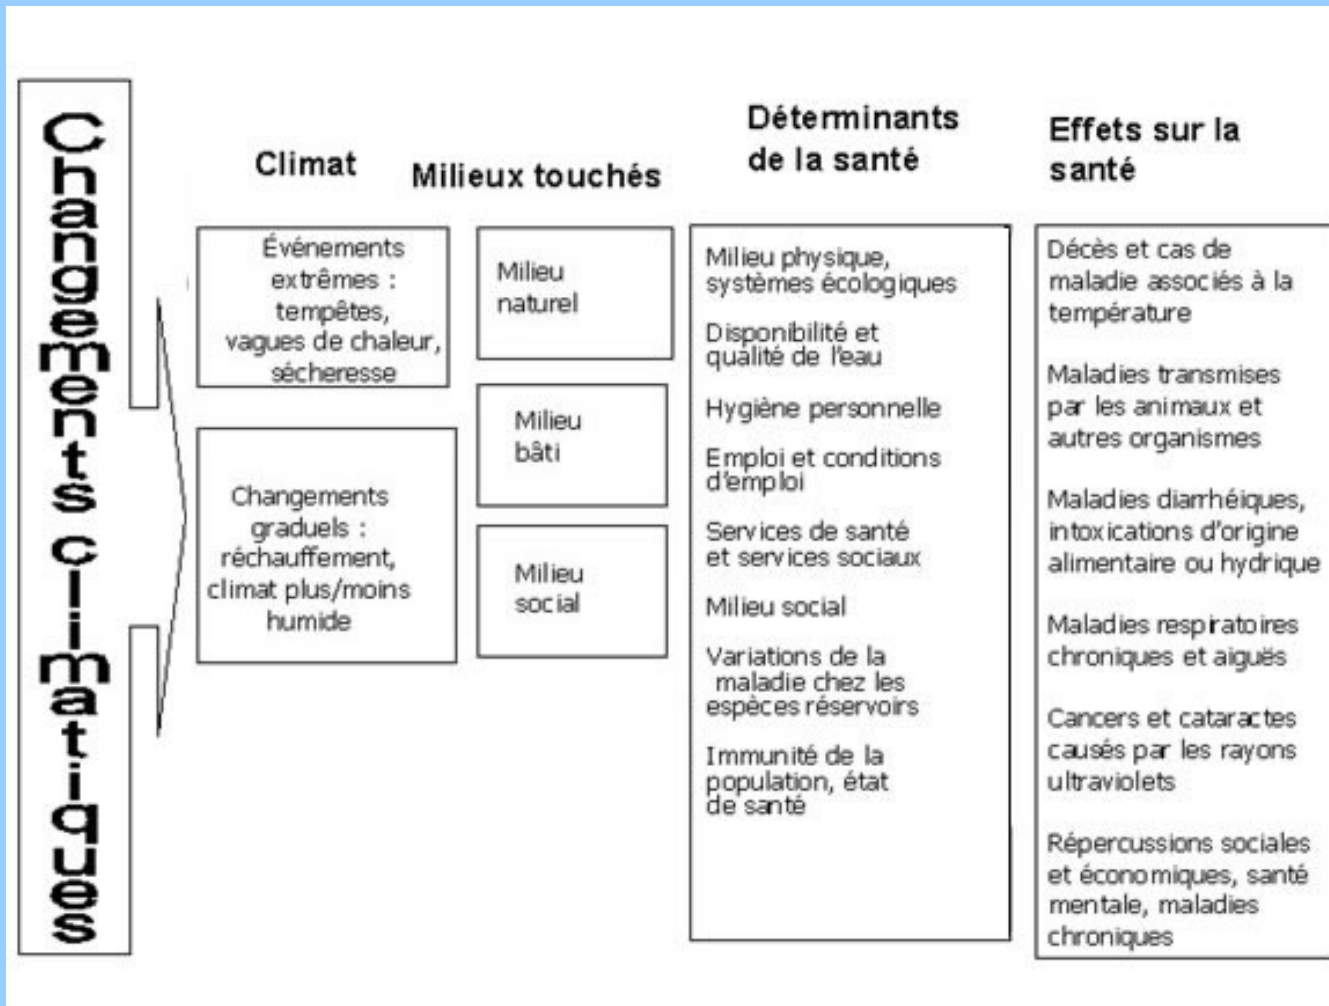 Changements climatiques
Climat
Événements
extrêmes :
tempêtes,
vagues de chaleur,
sécheresse
Changements
graduels :
réchauffement,
climat plus/moins
humide
Milieux touchés
Milieu
naturel
Milieu
bâti
Milieu
social
Déterminants
de la santé
Milieu physique,
systèmes écologiques
Disponibilité et
qualité de l'eau
Hygiène personnelle
Emploi et conditions
d'emploi
Services de santé
et services sociaux
Milieu social
Variations de la
maladie chez les
espèces réservoirs
Immunité de la
population, état
de santé
Effets sur la
santé
Décès et cas de
maladie associés à la
température
Maladies transmises
par les animaux et
autres organismes
Maladies diarrhéiques,
intoxications d'origine
alimentaire ou hydrique
Maladies respiratoires
chroniques et aiguës
Cancers et cataractes
causés par les rayons
ultraviolets
Répercussions sociales
et économiques, santé
mentale, maladies
chroniques